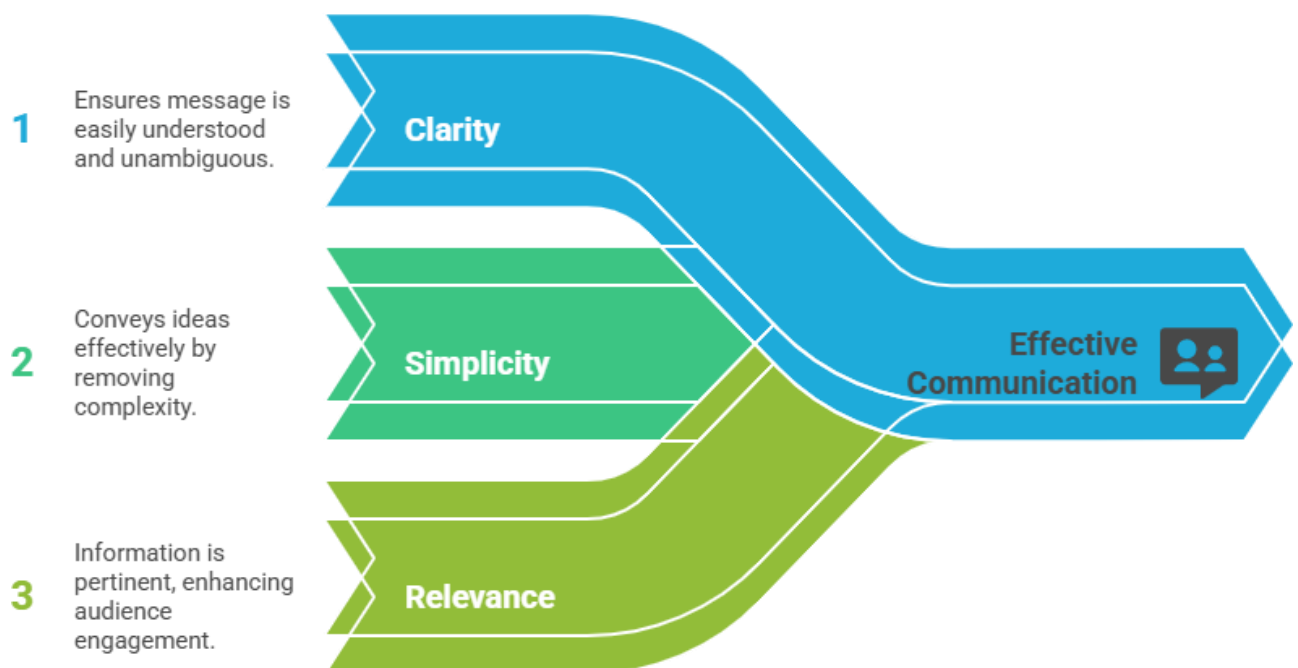 1
Ensures message is
easily understood
and unambiguous.
Clarity
2
Conveys ideas
effectively by
removing
complexity.
Simplicity
Effective
Communication
3
Information is
pertinent, enhancing
audience
engagement.
Relevance